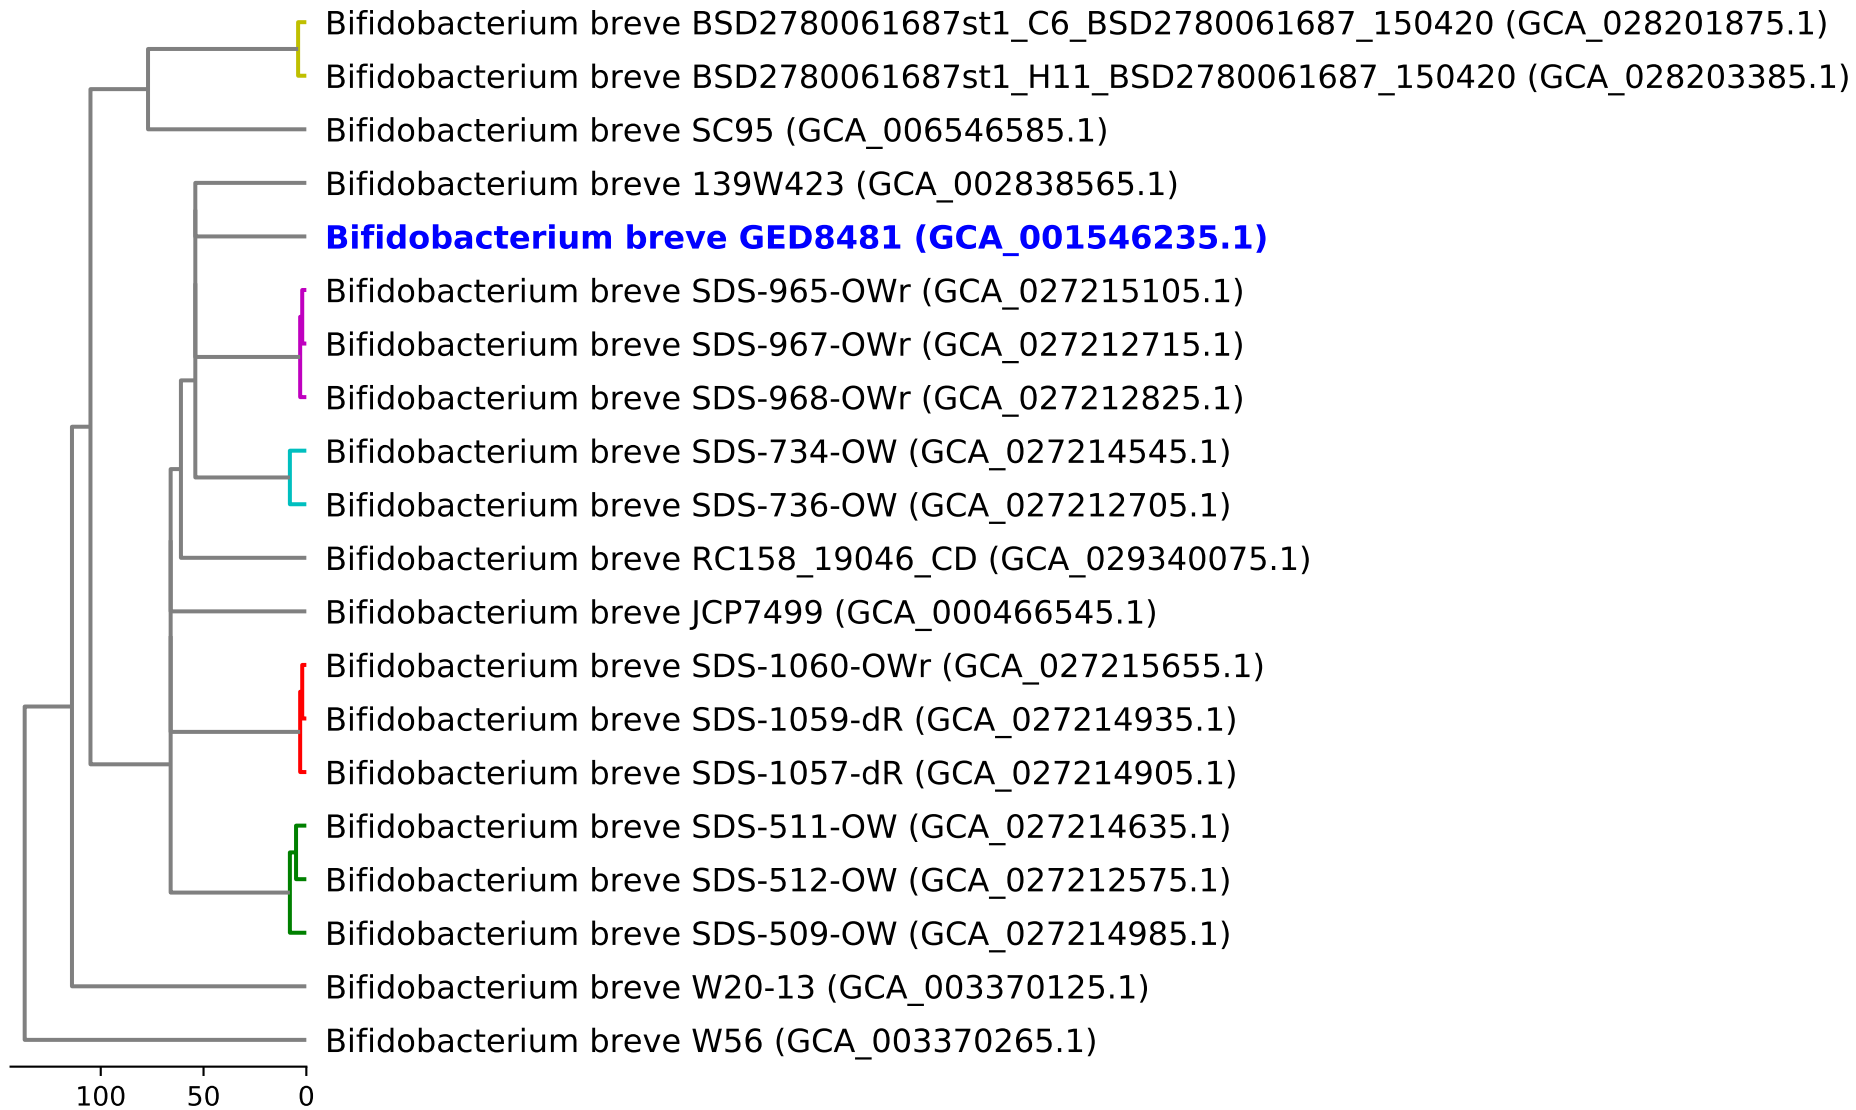 Bifidobacterium breve BSD2780061687st1_C6_BSD2780061687_150420 (GCA_028201875.1)
Bifidobacterium breve BSD2780061687st1_H11_BSD2780061687_150420 (GCA_028203385.1)
Bifidobacterium breve SC95 (GCA_006546585.1)
Bifidobacterium breve 139W423 (GCA_002838565.1)
Bifidobacterium breve GED8481 (GCA_001546235.1)
Bifidobacterium breve SDS-965-OWr (GCA_027215105.1)
Bifidobacterium breve SDS-967-OWr (GCA_027212715.1)
Bifidobacterium breve SDS-968-OWr (GCA_027212825.1)
Bifidobacterium breve SDS-734-OW (GCA_027214545.1)
Bifidobacterium breve SDS-736-OW (GCA_027212705.1)
Bifidobacterium breve RC158_19046_CD (GCA_029340075.1)
Bifidobacterium breve JCP7499 (GCA_000466545.1)
Bifidobacterium breve SDS-1060-OWr (GCA_027215655.1)
Bifidobacterium breve SDS-1059-dR (GCA_027214935.1)
Bifidobacterium breve SDS-1057-dR (GCA_027214905.1)
Bifidobacterium breve SDS-511-OW (GCA_027214635.1)
Bifidobacterium breve SDS-512-OW (GCA_027212575.1)
Bifidobacterium breve SDS-509-OW (GCA_027214985.1)
Bifidobacterium breve W20-13 (GCA_003370125.1)
Bifidobacterium breve W56 (GCA_003370265.1)
100 50 0